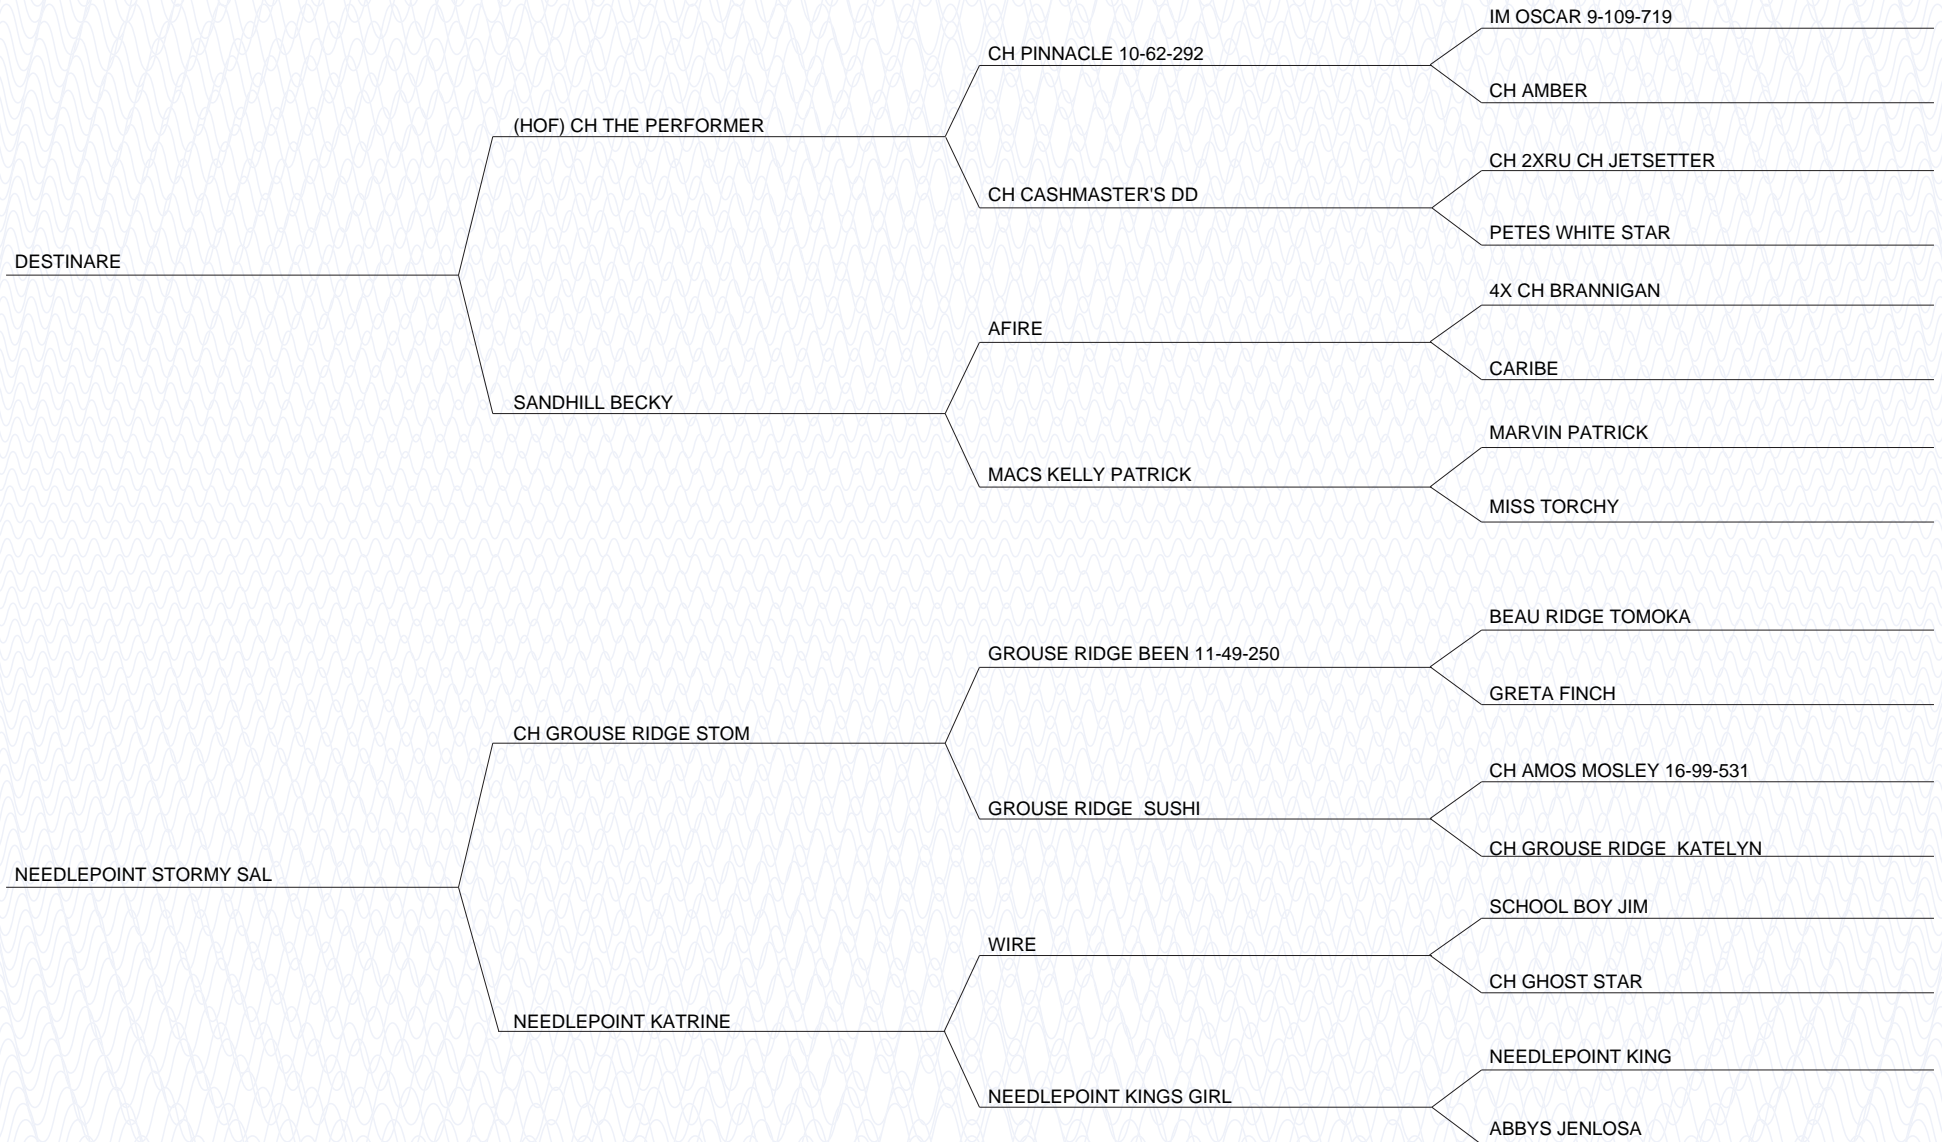 IM OSCAR 9-109-719
CH PINNACLE 10-62-292
CH AMBER
(HOF) CH THE PERFORMER
CH 2XRU CH JETSETTER
CH CASHMASTER'S DD
PETES WHITE STAR
DESTINARE
4X CH BRANNIGAN
AFIRE
CARIBE
SANDHILL BECKY
MARVIN PATRICK
MACS KELLY PATRICK
MISS TORCHY
BEAU RIDGE TOMOKA
GROUSE RIDGE BEEN 11-49-250
GRETA FINCH
CH GROUSE RIDGE STOM
CH AMOS MOSLEY 16-99-531
GROUSE RIDGE  SUSHI
CH GROUSE RIDGE  KATELYN
NEEDLEPOINT STORMY SAL
SCHOOL BOY JIM
WIRE
CH GHOST STAR
NEEDLEPOINT KATRINE
NEEDLEPOINT KING
NEEDLEPOINT KINGS GIRL
ABBYS JENLOSA